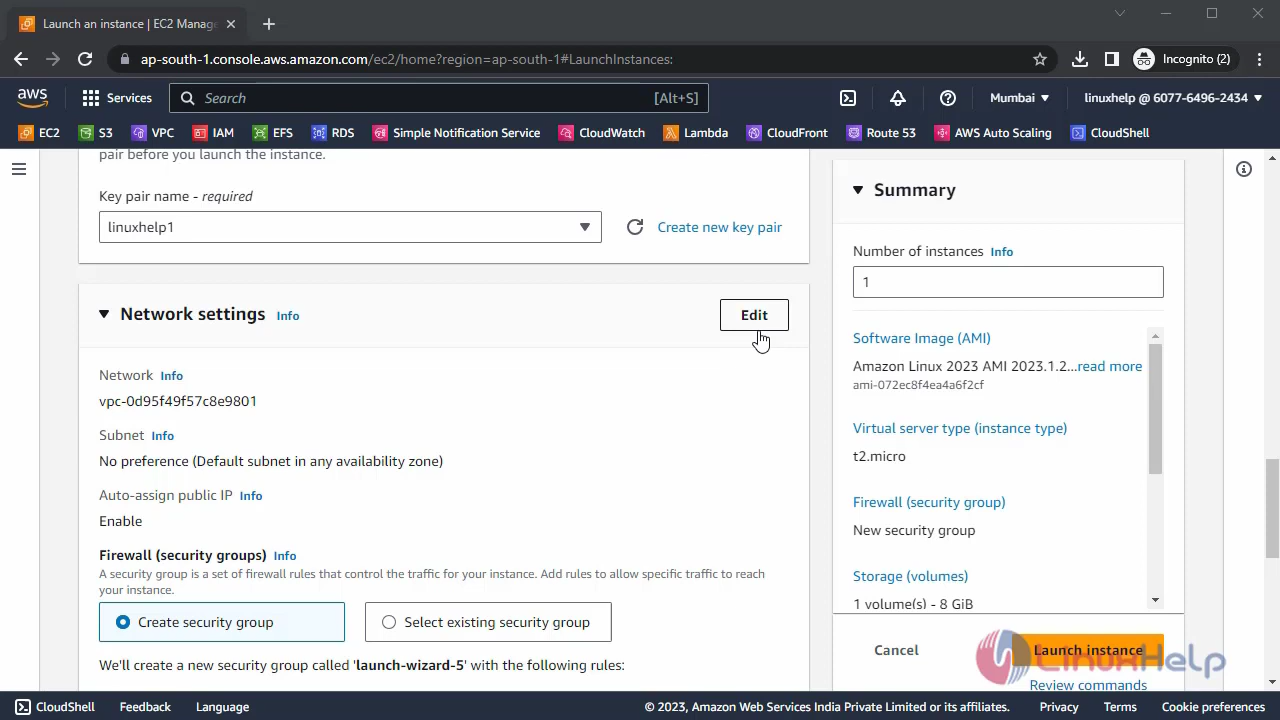 Launch an instance | EC2 Manage
ap-south-1.console.aws.amazon.com/ec2/home?region=ap-south-1#LaunchInstances:
Incognito (2)
aws
Services
Search
[Alt+S]
Mumbai
linuxhelp @ 6077-6496-2434
EC2
S3
VPC
IAM
EFS
RDS
Simple Notification Service
CloudWatch
Lambda
CloudFront
Route 53
AWS Auto Scaling
CloudShell
pair before you launch the instance.
Key pair name - required
linuxhelp1
Create new key pair
Network settings Info
Edit
Network Info
vpc-0d95f49f57c8e9801
Subnet Info
No preference (Default subnet in any availability zone)
Auto-assign public IP Info
Enable
Firewall (security groups) Info
A security group is a set of firewall rules that control the traffic for your instance. Add rules to allow specific traffic to reach
your instance.
Create security group
Select existing security group
We'll create a new security group called 'launch-wizard-5' with the following rules:
Summary
Number of instances Info
1
Software Image (AMI)
Amazon Linux 2023 AMI 2023.1.2...read more
ami-072ec8f4ea4a6f2cf
Virtual server type (instance type)
t2.micro
Firewall (security group)
New security group
Storage (volumes)
1 volume(s) - 8 GiB
Cancel
Launch instance
LinuxHelp
Review commands
CloudShell
Feedback
Language
© 2023, Amazon Web Services India Private Limited or its affiliates.
Privacy
Terms
Cookie preferences